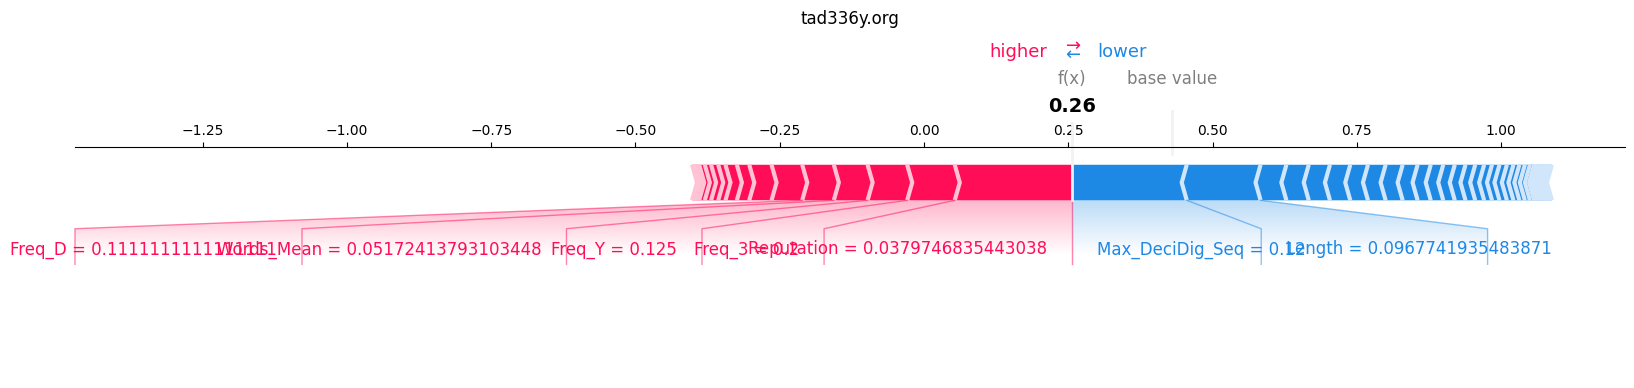 tad336y.org
higher ⇄ lower
f(x) base value
0.26
−1.25 −1.00 −0.75 −0.50 −0.25 0.00 0.25 0.50 0.75 1.00
Freq_D = 0.1111111111111111 Words_Mean = 0.05172413793103448 Freq_Y = 0.125 Freq_3 = 0.2 Reputation = 0.0379746835443038 Max_DeciDig_Seq = 0.12 Length = 0.0967741935483871